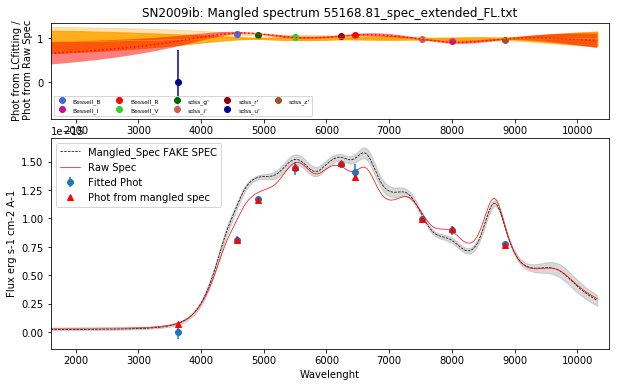 SN2009ib: Mangled spectrum 55168.81_spec_extended_FL.txt
Phot from LCfitting /
Phot from Raw Spec
1
0
Bessell_B
Bessell_I
Bessell_R
Bessell_V
sdss_g'
sdss_i'
sdss_r'
sdss_u'
sdss_z'
2000 3000 4000 5000 6000 7000 8000 9000 10000
1e−15
Flux erg s-1 cm-2 A-1
1.50
1.25
1.00
0.75
0.50
0.25
0.00
Mangled_Spec FAKE SPEC
Raw Spec
Fitted Phot
Phot from mangled spec
2000 3000 4000 5000 6000 7000 8000 9000 10000
Wavelenght